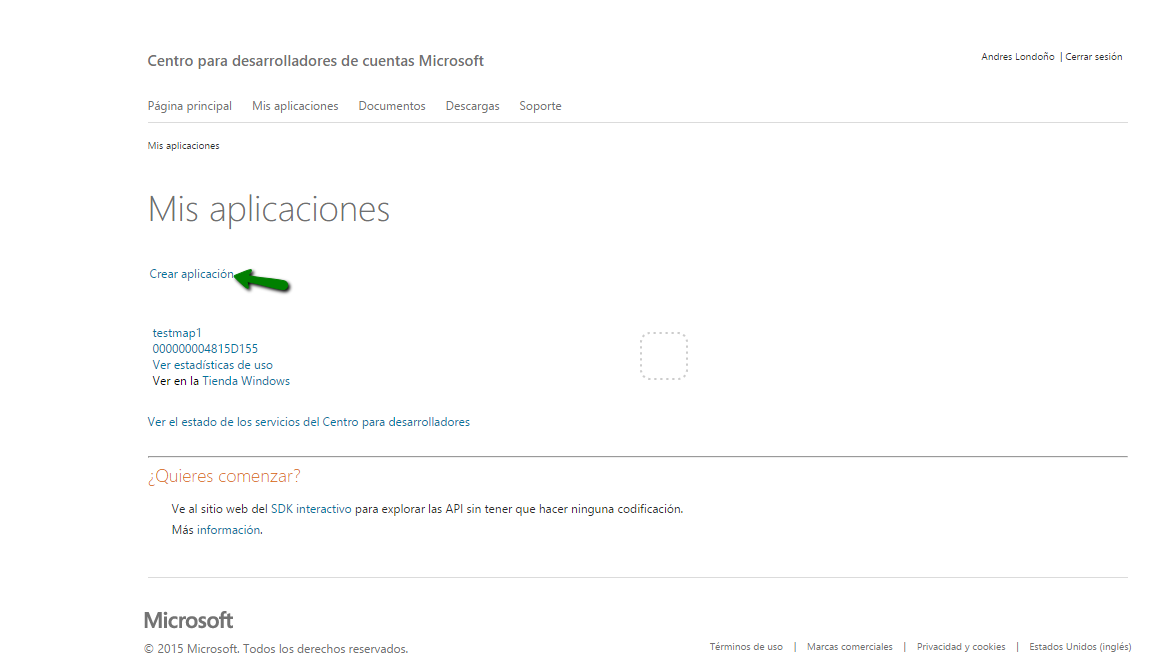 Centro para desarrolladores de cuentas Microsoft
Andres Londoño | Cerrar sesión
Página principal Mis aplicaciones Documentos Descargas Soporte
Mis aplicaciones
Mis aplicaciones
Crear aplicación
testmap1
000000004815D155
Ver estadísticas de uso
Ver en la Tienda Windows
Ver el estado de los servicios del Centro para desarrolladores
¿Quieres comenzar?
Ve al sitio web del SDK interactivo para explorar las API sin tener que hacer ninguna codificación.
Más información.
Microsoft
© 2015 Microsoft. Todos los derechos reservados.
Términos de uso | Marcas comerciales | Privacidad y cookies | Estados Unidos (inglés)